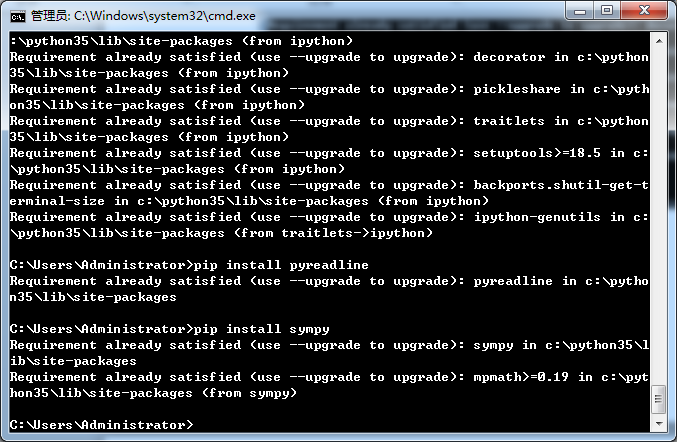 管理员: C:\Windows\system32\cmd.exe
:\python35\lib\site-packages (from ipython)
Requirement already satisfied (use --upgrade to upgrade): decorator in c:\python
35\lib\site-packages (from ipython)
Requirement already satisfied (use --upgrade to upgrade): pickleshare in c:\pyth
on35\lib\site-packages (from ipython)
Requirement already satisfied (use --upgrade to upgrade): traitlets in c:\python
35\lib\site-packages (from ipython)
Requirement already satisfied (use --upgrade to upgrade): setuptools>=18.5 in c:
\python35\lib\site-packages (from ipython)
Requirement already satisfied (use --upgrade to upgrade): backports.shutil-get-t
erminal-size in c:\python35\lib\site-packages (from ipython)
Requirement already satisfied (use --upgrade to upgrade): ipython-genutils in c:
\python35\lib\site-packages (from traitlets->ipython)
C:\Users\Administrator>pip install pyreadline
Requirement already satisfied (use --upgrade to upgrade): pyreadline in c:\pytho
n35\lib\site-packages
C:\Users\Administrator>pip install sympy
Requirement already satisfied (use --upgrade to upgrade): sympy in c:\python35\l
ib\site-packages
Requirement already satisfied (use --upgrade to upgrade): mpmath>=0.19 in c:\pyt
hon35\lib\site-packages (from sympy)
C:\Users\Administrator>